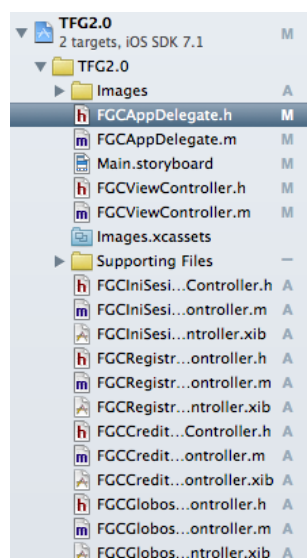 TFG2.0 M
2 targets, iOS SDK 7.1
TFG2.0
Images A
FGCAppDelegate.h M
FGCAppDelegate.m M
Main.storyboard M
FGCViewController.h M
FGCViewController.m M
Images.xcassets
Supporting Files –
FGCIniSesi...Controller.h A
FGCIniSesi...ontroller.m A
FGCIniSesi...ntroller.xib A
FGCRegistr...ontroller.h A
FGCRegistr...ontroller.m A
FGCRegistr...ntroller.xib A
FGCCredit...Controller.h A
FGCCredit...ontroller.m A
FGCCredit...ontroller.xib A
FGCGlobos...ontroller.h A
FGCGlobos...ontroller.m A
FGCGlobos...ntroller.xib A